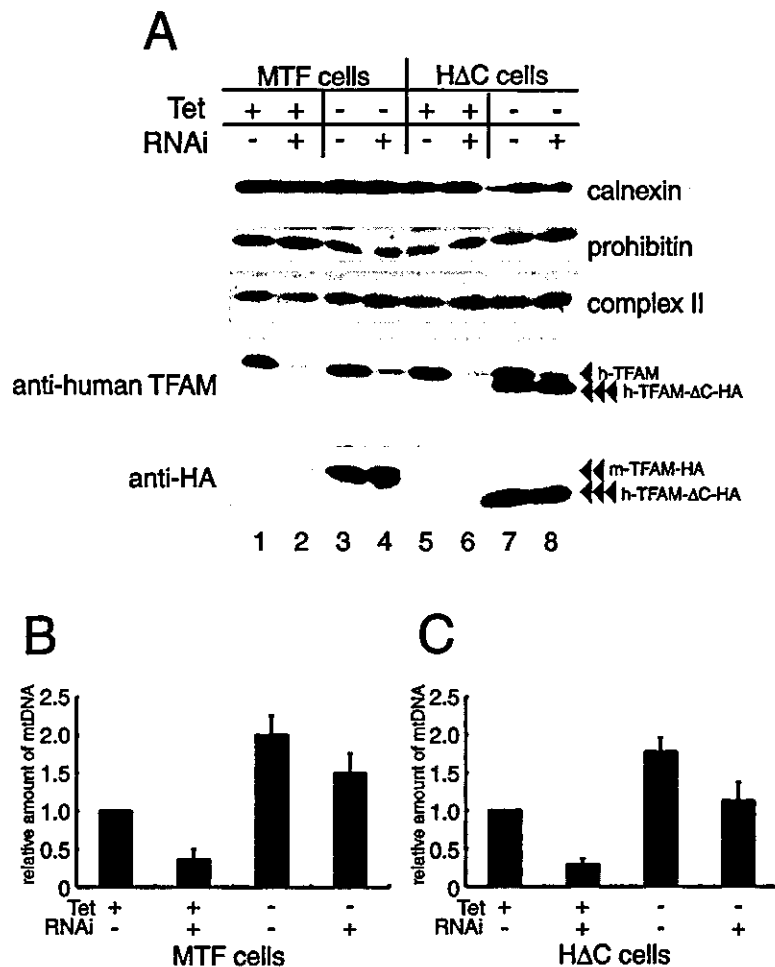 A
MTF cells HΔC cells
Tet + + - - + + - -
RNAi - + - + - + - +
calnexin
prohibitin
complex II
anti-human TFAM
h-TFAM
h-TFAM-ΔC-HA
anti-HA
m-TFAM-HA
h-TFAM-ΔC-HA
1 2 3 4 5 6 7 8
B
relative amount of mtDNA
2.5
2.0
1.5
1.0
0.5
0
Tet + + - -
RNAi - + - +
MTF cells
C
relative amount of mtDNA
2.5
2.0
1.5
1.0
0.5
0
Tet + + - -
RNAi - + - +
HΔC cells